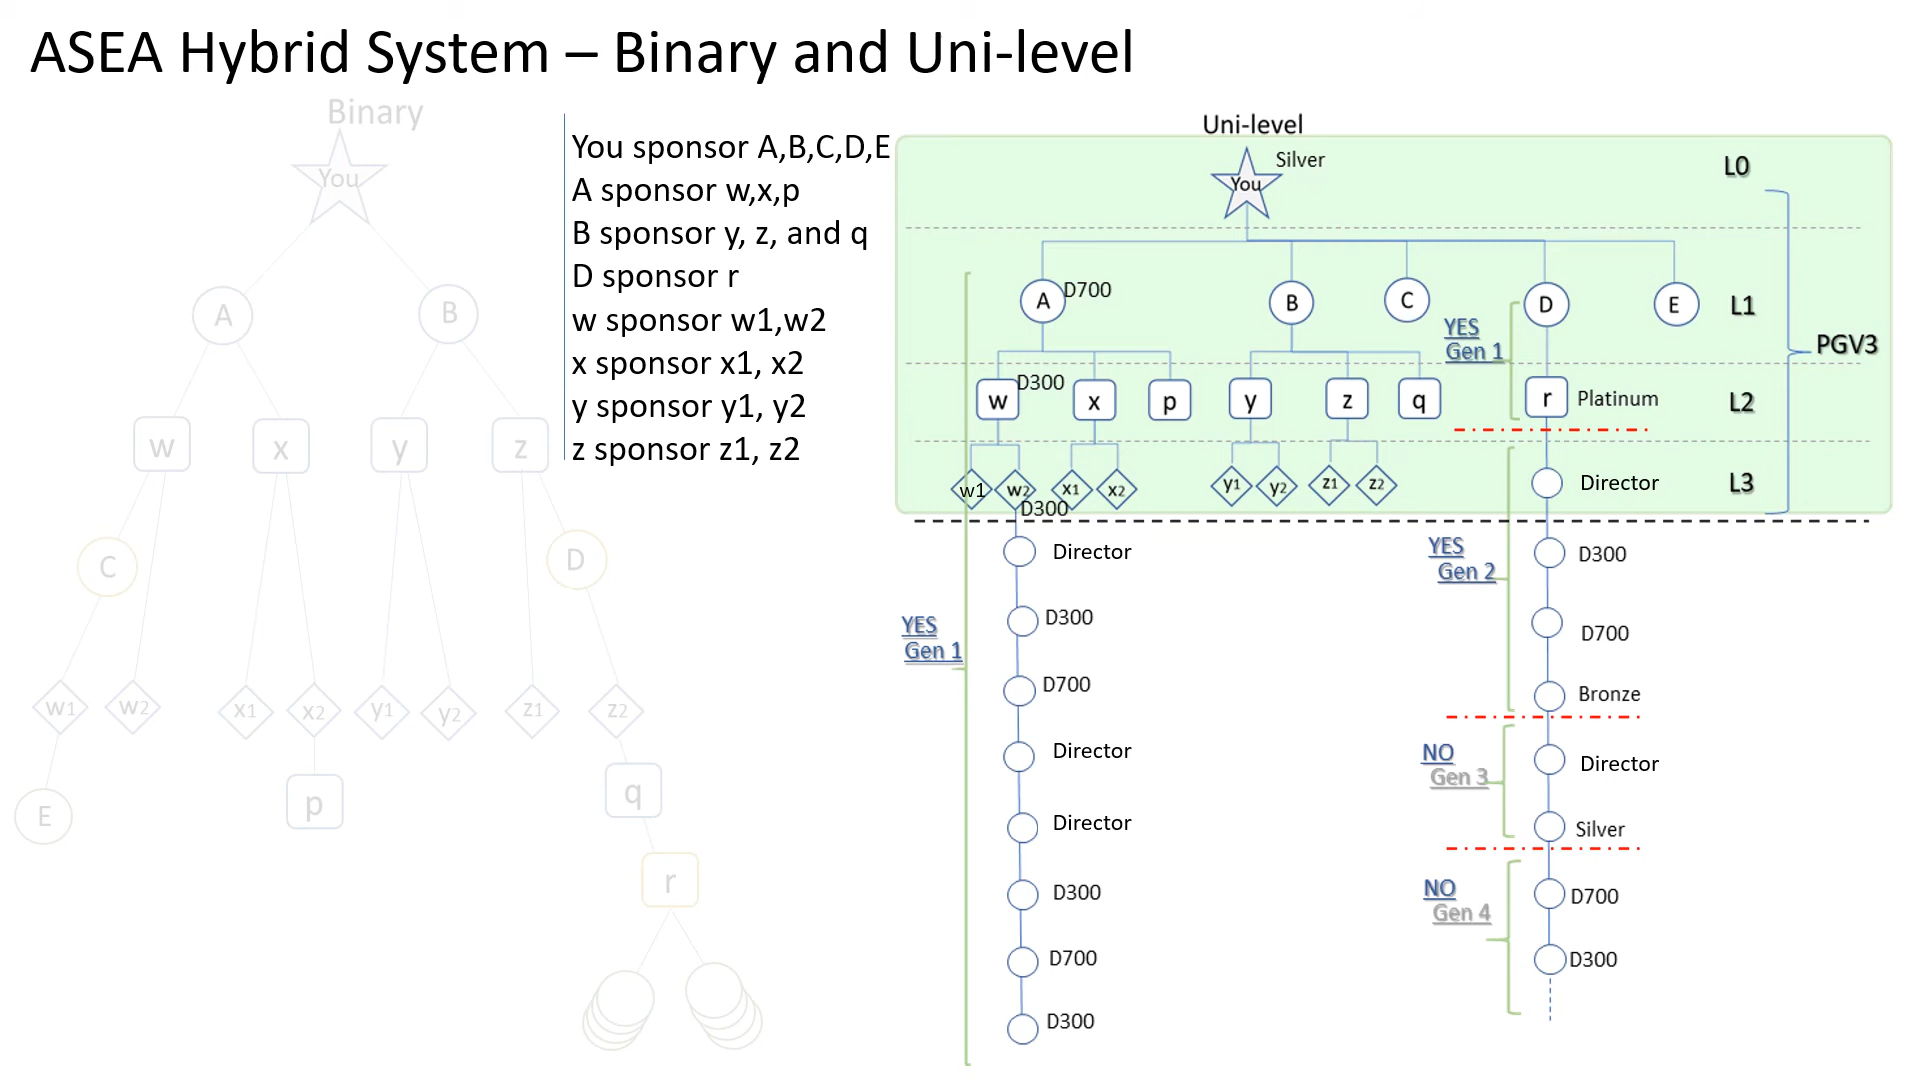 ASEA Hybrid System – Binary and Uni-level
Binary
You
A
B
w
x
y
z
C
D
w1
w2
x1
x2
y1
y2
z1
z2
E
p
q
r
You sponsor A,B,C,D,E
A sponsor w,x,p
B sponsor y, z, and q
D sponsor r
w sponsor w1,w2
x sponsor x1, x2
y sponsor y1, y2
z sponsor z1, z2
Uni-level
You
Silver
L0
A
D700
B
C
D
E
L1
YES
Gen 1
PGV3
w
D300
x
p
y
z
q
r
Platinum
L2
w1
w2
x1
x2
y1
y2
z1
z2
Director
L3
D300
Director
D300
D700
Director
Director
D300
D700
D300
YES
Gen 1
YES
Gen 2
D300
D700
Bronze
NO
Gen 3
Director
Silver
NO
Gen 4
D700
D300